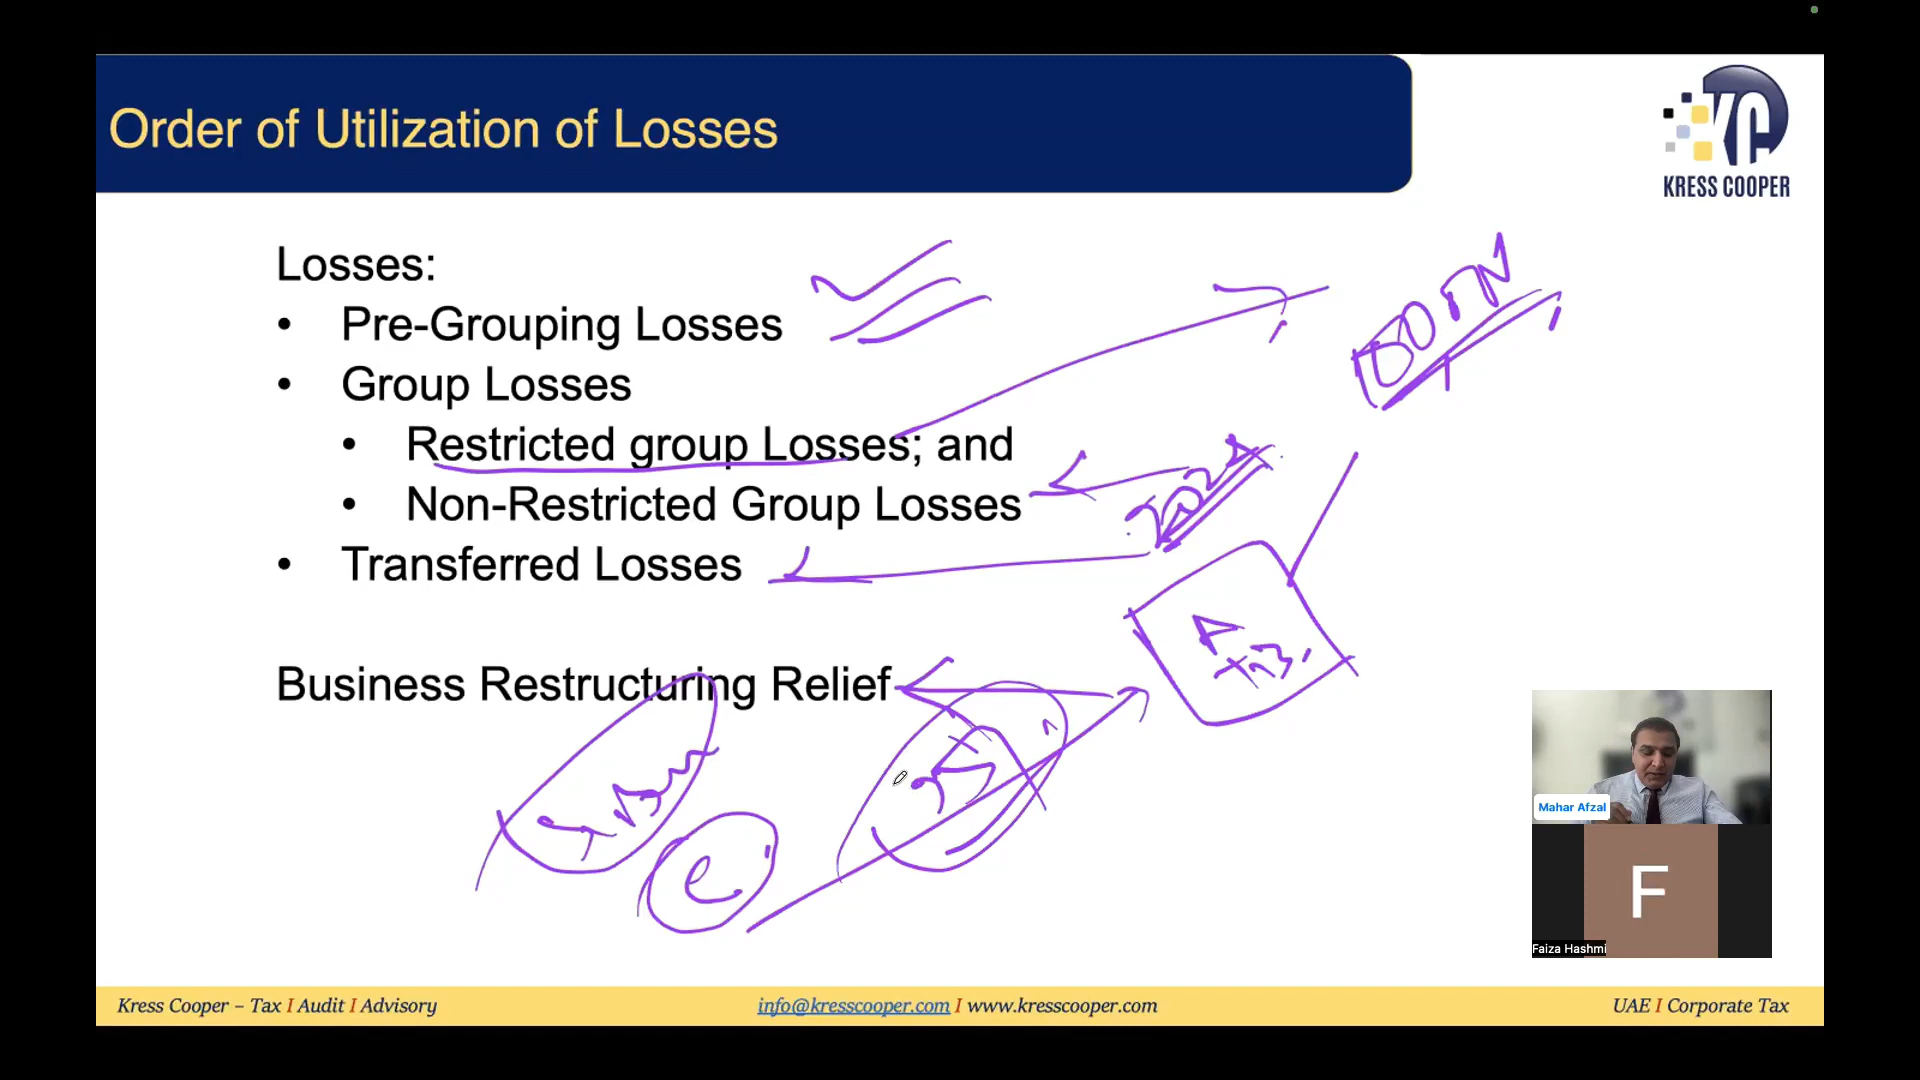 Order of Utilization of Losses
KC
KRESS COOPER
Losses:
• Pre-Grouping Losses
• Group Losses
• Restricted group Losses; and
• Non-Restricted Group Losses
• Transferred Losses
2024
A
Business Restructuring Relief
e
Mahar Afzal
F
Faiza Hashmi
Kress Cooper – Tax I Audit I Advisory
info@kresscooper.com I www.kresscooper.com
UAE I Corporate Tax